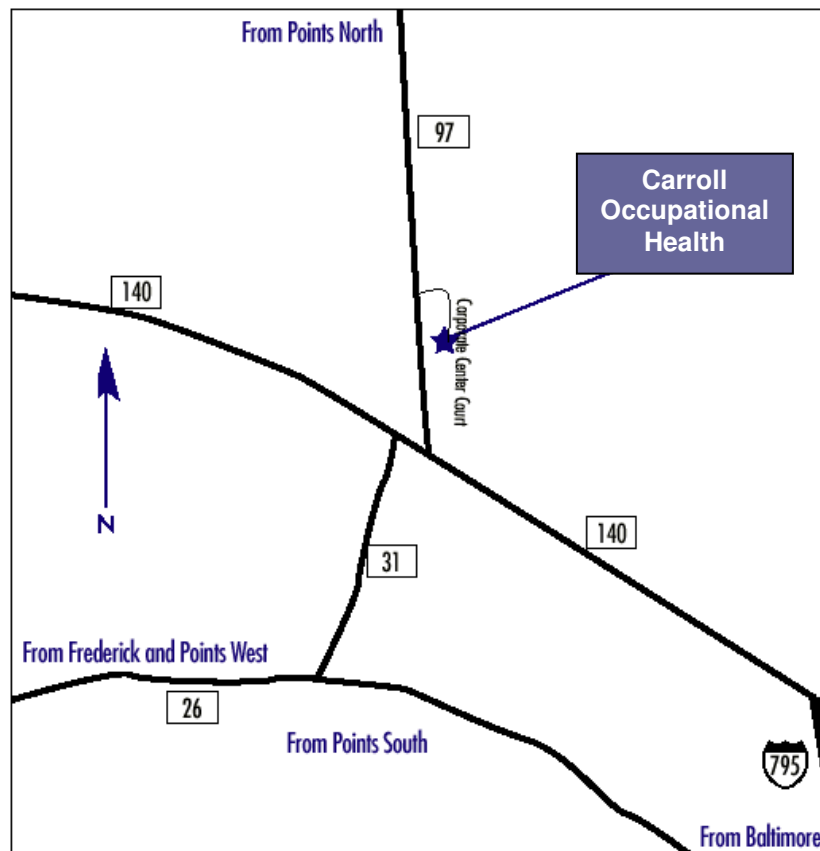 From Points North
97
Carroll
Occupational
Health
140
Corporate Center Court
N
140
31
From Frederick and Points West
26
From Points South
795
From Baltimore